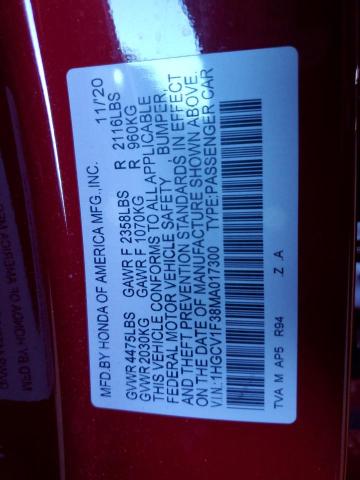 MFD.BY HONDA OF AMERICA MFG.,INC. 11/20
GVWR 4475LBS GAWR F 2358LBS R 2116LBS
GVWR 2030KG GAWR F 1070KG R 960KG
THIS VEHICLE CONFORMS TO ALL APPLICABLE
FEDERAL MOTOR VEHICLE SAFETY, BUMPER,
AND THEFT PREVENTION STANDARDS IN EFFECT
ON THE DATE OF MANUFACTURE SHOWN ABOVE.
VIN:1HGCV1F38MA017300 TYPE:PASSENGER CAR
TVA M AP5 R94 .Z .A